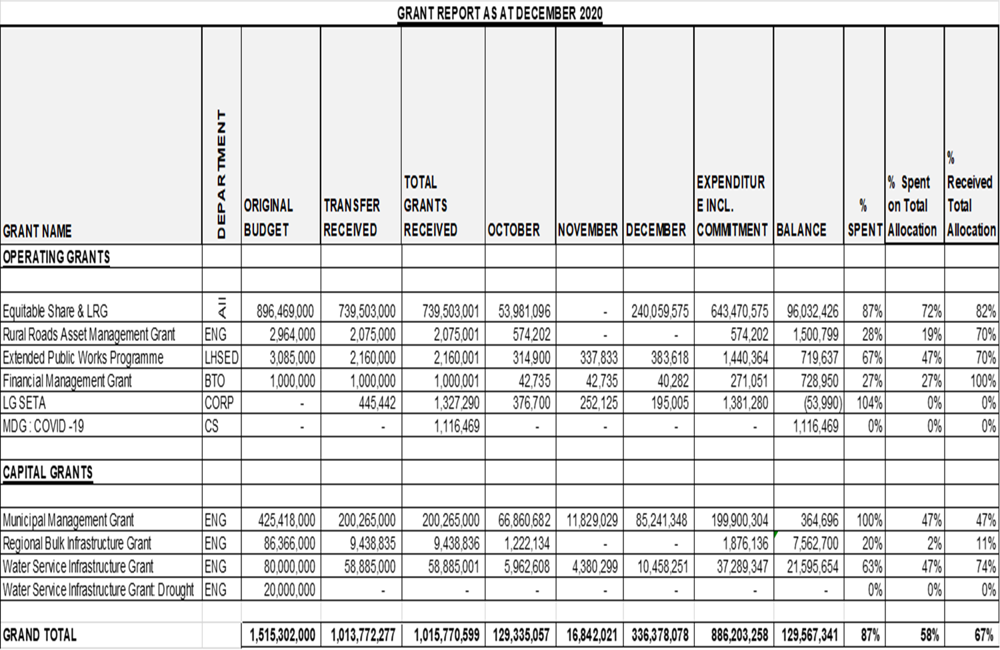 GRANT REPORT AS AT DECEMBER 2020
GRANT NAME DEPARTMENT ORIGINAL BUDGET TRANSFER RECEIVED TOTAL GRANTS RECEIVED OCTOBER NOVEMBER DECEMBER EXPENDITUR E INCL. COMMITMENT BALANCE % SPENT % Spent on Total Allocation % Received Total Allocation
OPERATING GRANTS
Equitable Share & LRG All 896,469,000 739,503,000 739,503,001 53,981,096 - 240,059,575 643,470,575 96,032,426 87% 72% 82%
Rural Roads Asset Management Grant ENG 2,964,000 2,075,000 2,075,001 574,202 - - 574,202 1,500,799 28% 19% 70%
Extended Public Works Programme LHSED 3,085,000 2,160,000 2,160,001 314,900 337,833 383,618 1,440,364 719,637 67% 47% 70%
Financial Management Grant BTO 1,000,000 1,000,000 1,000,001 42,735 42,735 40,282 271,051 728,950 27% 27% 100%
LG SETA CORP - 445,442 1,327,290 376,700 252,125 195,005 1,381,280 (53,990) 104% 0% 0%
MDG : COVID -19 CS - - 1,116,469 - - - - 1,116,469 0% 0% 0%
CAPITAL GRANTS
Municipal Management Grant ENG 425,418,000 200,265,000 200,265,000 66,860,682 11,829,029 85,241,348 199,900,304 364,696 100% 47% 47%
Regional Bulk Infrastructure Grant ENG 86,366,000 9,438,835 9,438,836 1,222,134 - - 1,876,136 7,562,700 20% 2% 11%
Water Service Infrastructure Grant ENG 80,000,000 58,885,000 58,885,001 5,962,608 4,380,299 10,458,251 37,289,347 21,595,654 63% 47% 74%
Water Service Infrastructure Grant: Drought ENG 20,000,000 - - - - - - - 0% 0% 0%
GRAND TOTAL 1,515,302,000 1,013,772,277 1,015,770,599 129,335,057 16,842,021 336,378,078 886,203,258 129,567,341 87% 58% 67%